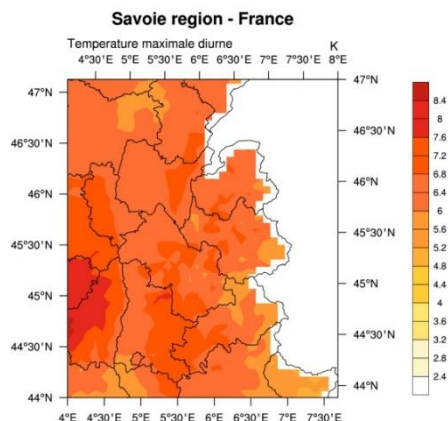 Savoie region - France
Temperature maximale diurne K
4°30'E 5°E 5°30'E 6°E 6°30'E 7°E 7°30'E 8°E
47°N 47°N
46°30'N 46°30'N
46°N 46°N
45°30'N 45°30'N
45°N 45°N
44°30'N 44°30'N
44°N 44°N
4°E 4°30'E 5°E 5°30'E 6°E 6°30'E 7°E 7°30'E
8.4
8
7.6
7.2
6.8
6.4
6
5.6
5.2
4.8
4.4
4
3.6
3.2
2.8
2.4